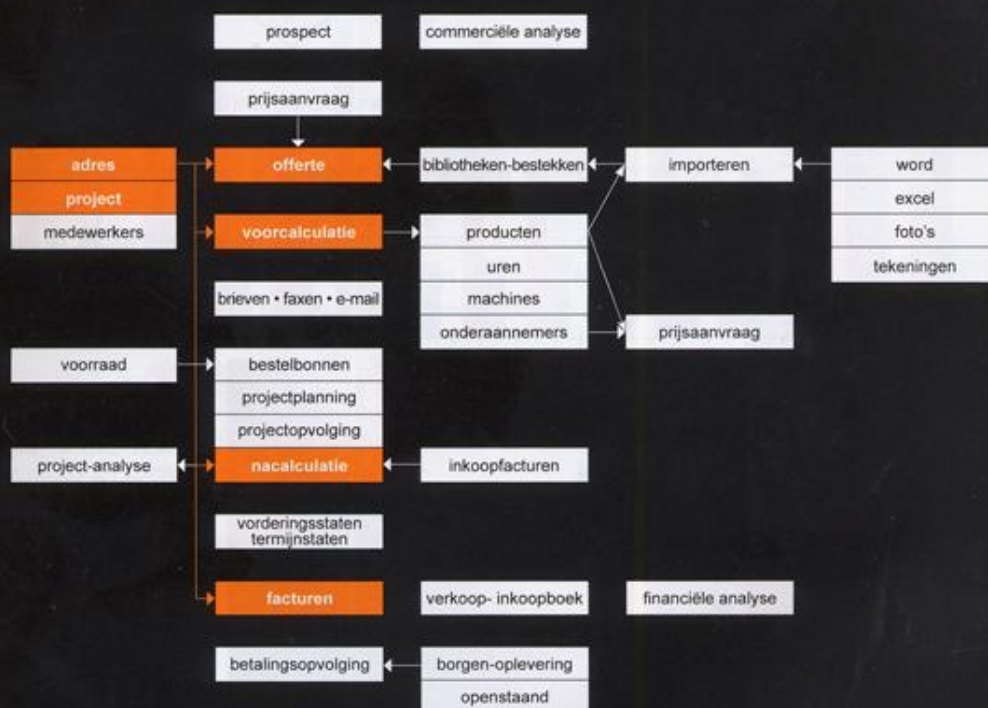 prospect
commerciële analyse
prijsaanvraag
adres
offerte
bibliotheken-bestekken
importeren
word
project
excel
medewerkers
voorcalculatie
producten
foto's
uren
tekeningen
brieven • faxen • e-mail
machines
onderaannemers
prijsaanvraag
voorraad
bestelbonnen
projectplanning
projectopvolging
project-analyse
nacalculatie
inkoopfacturen
vorderingsstaten
termijnstaten
facturen
verkoop- inkoopboek
financiële analyse
betalingsopvolging
borgen-oplevering
openstaand